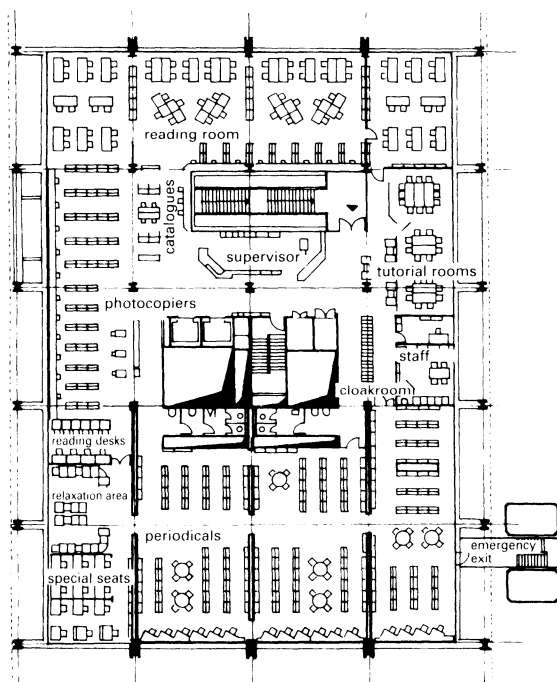 reading room
catalogues
supervisor
tutorial rooms
photocopiers
staff
cloakroom
reading desks
relaxation area
periodicals
emergency
exit
special seats